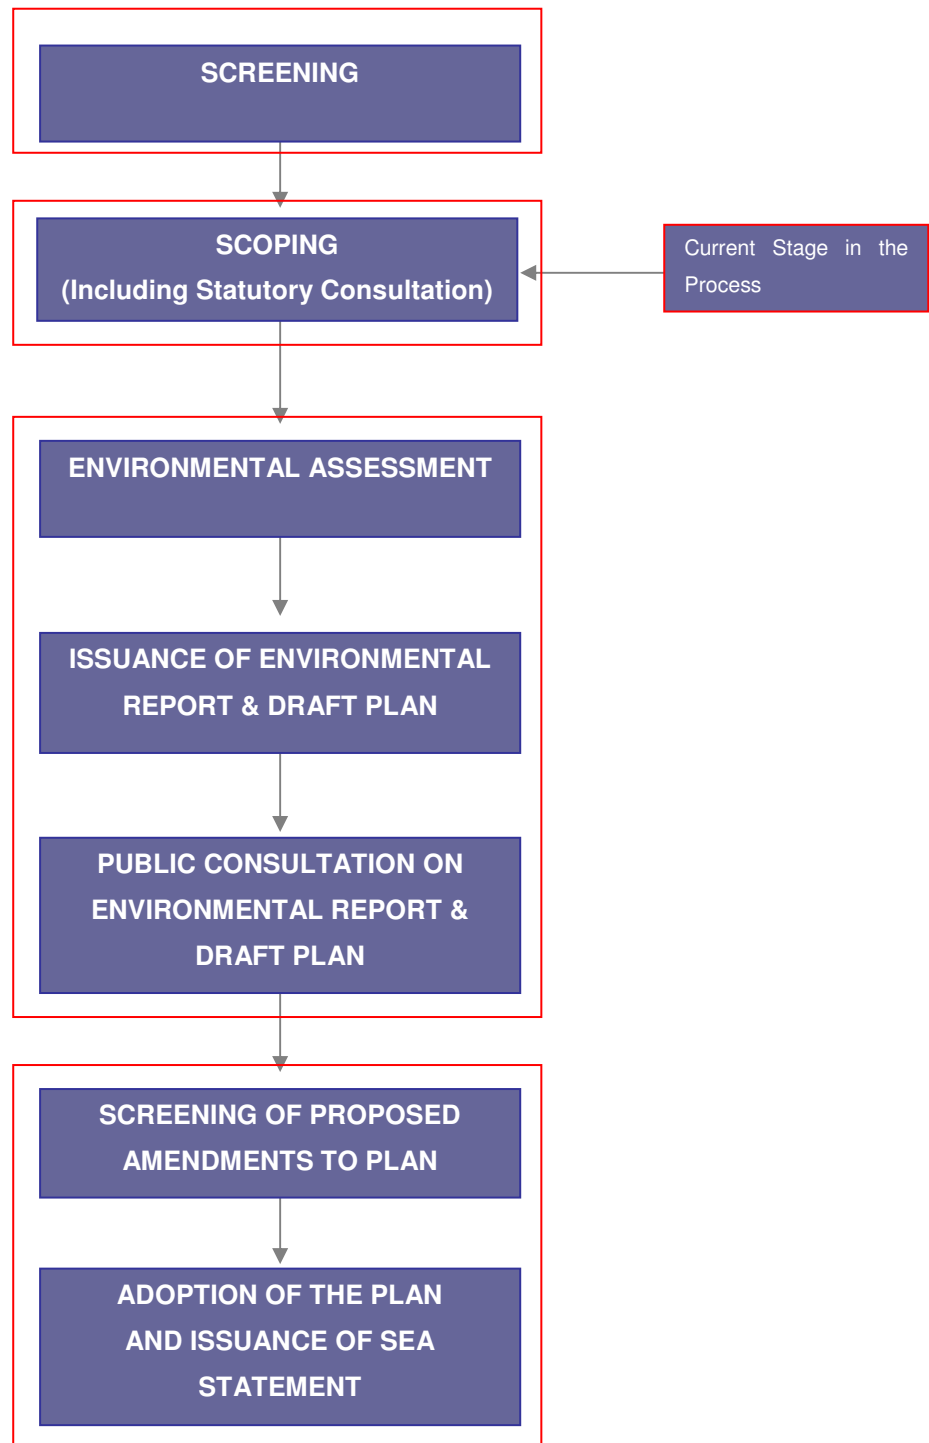 SCREENING
SCOPING
(Including Statutory Consultation)
Current Stage in the
Process
ENVIRONMENTAL ASSESSMENT
ISSUANCE OF ENVIRONMENTAL
REPORT & DRAFT PLAN
PUBLIC CONSULTATION ON
ENVIRONMENTAL REPORT &
DRAFT PLAN
SCREENING OF PROPOSED
AMENDMENTS TO PLAN
ADOPTION OF THE PLAN
AND ISSUANCE OF SEA
STATEMENT